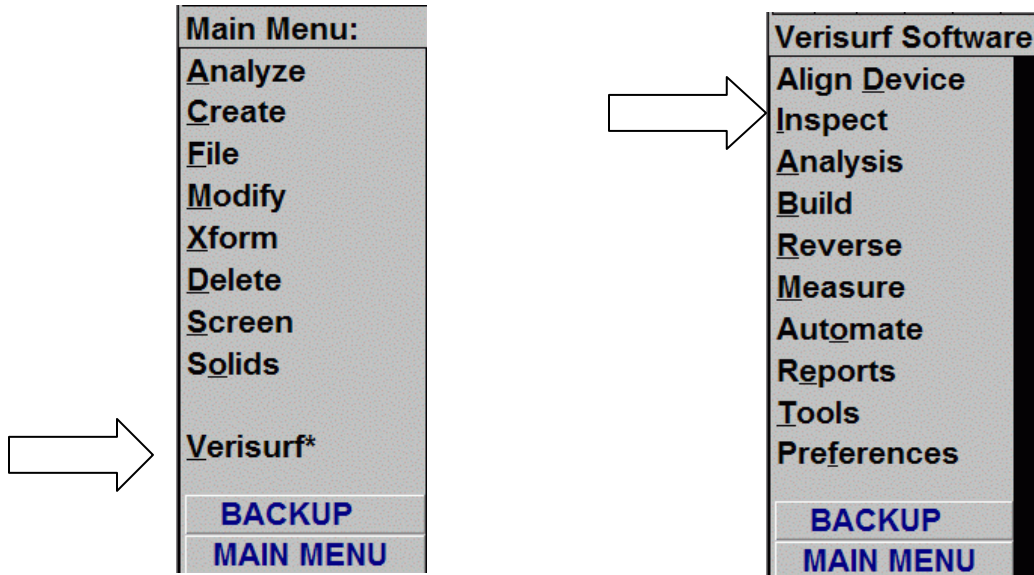 Main Menu:
Analyze
Create
File
Modify
Xform
Delete
Screen
Solids
Verisurf*
BACKUP
MAIN MENU
Verisurf Software
Align Device
Inspect
Analysis
Build
Reverse
Measure
Automate
Reports
Tools
Preferences
BACKUP
MAIN MENU